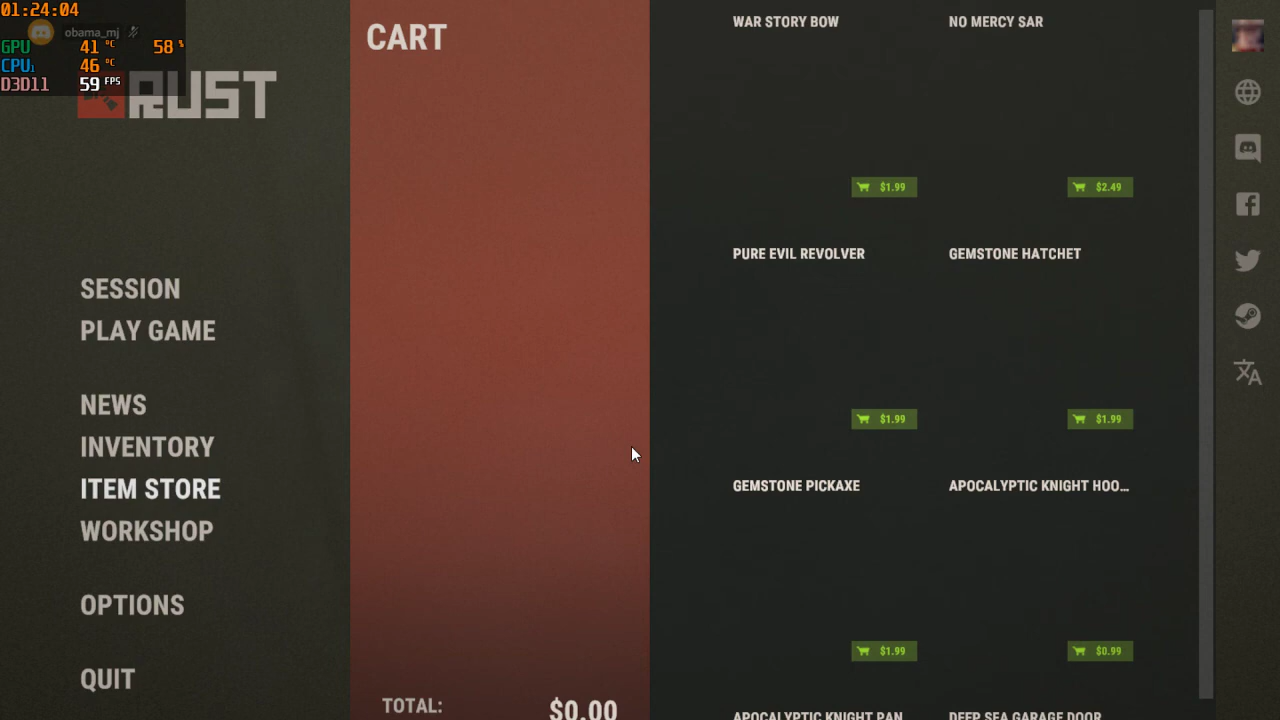 01:24:04
obama_mj
GPU 41 °C 58 %
CPU1 46 °C
D3D11 59 FPS
RUST
SESSION
PLAY GAME
NEWS
INVENTORY
ITEM STORE
WORKSHOP
OPTIONS
QUIT
CART
TOTAL: $0.00
WAR STORY BOW
NO MERCY SAR
$1.99
$2.49
PURE EVIL REVOLVER
GEMSTONE HATCHET
$1.99
$1.99
GEMSTONE PICKAXE
APOCALYPTIC KNIGHT HOO...
$1.99
$0.99
APOCALYPTIC KNIGHT PAN
DEEP SEA GARAGE DOOR